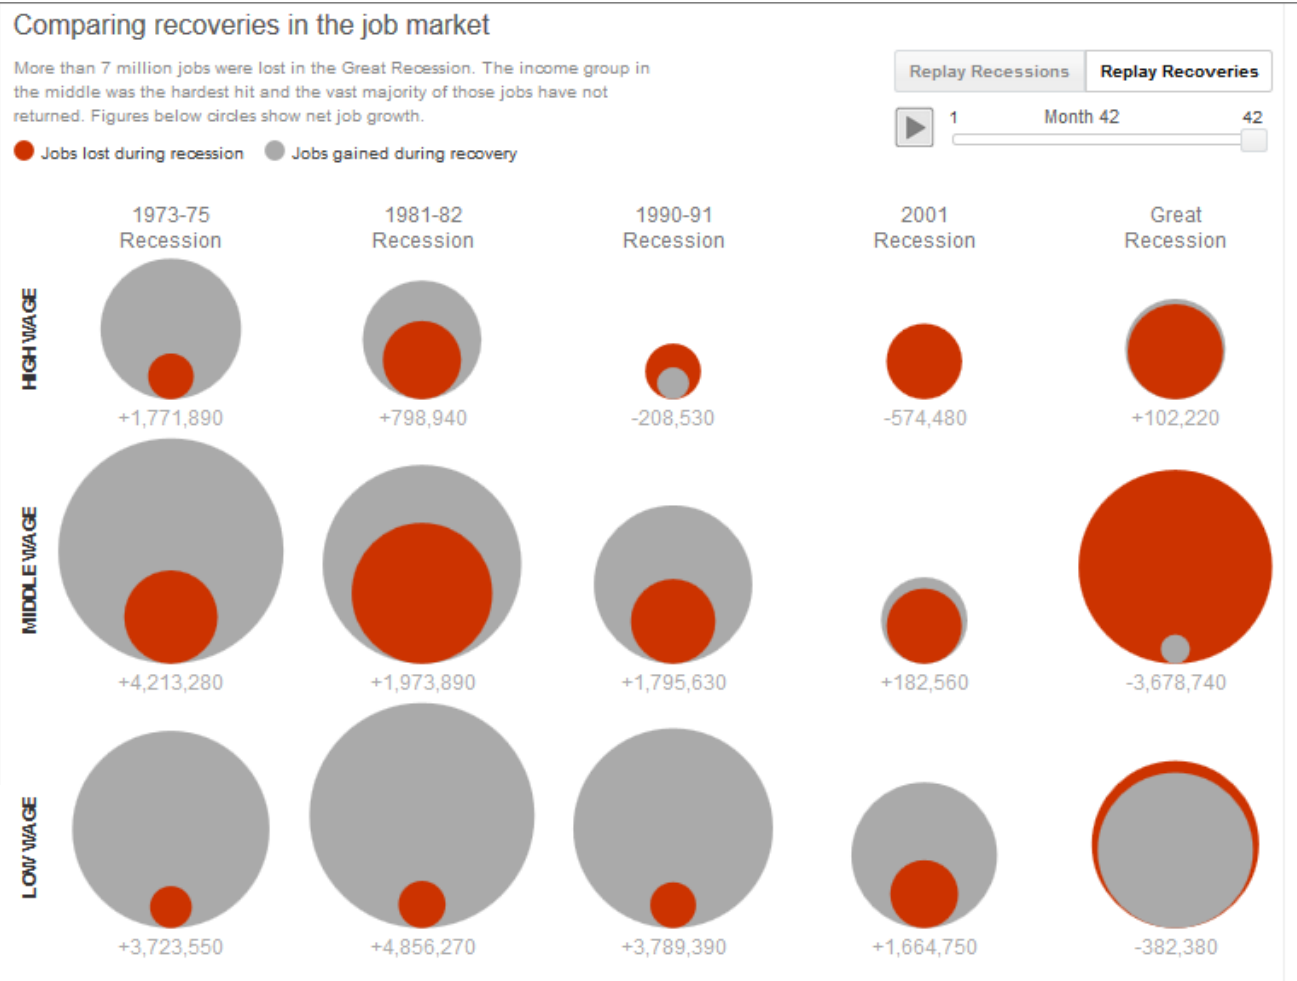 Comparing recoveries in the job market
More than 7 million jobs were lost in the Great Recession. The income group in
the middle was the hardest hit and the vast majority of those jobs have not
returned. Figures below circles show net job growth.
Jobs lost during recession Jobs gained during recovery
Replay Recessions Replay Recoveries
1 Month 42 42
1973-75 Recession
1981-82 Recession
1990-91 Recession
2001 Recession
Great Recession
HIGH WAGE
+1,771,890 +798,940 -208,530 -574,480 +102,220
MIDDLE WAGE
+4,213,280 +1,973,890 +1,795,630 +182,560 -3,678,740
LOW WAGE
+3,723,550 +4,856,270 +3,789,390 +1,664,750 -382,380